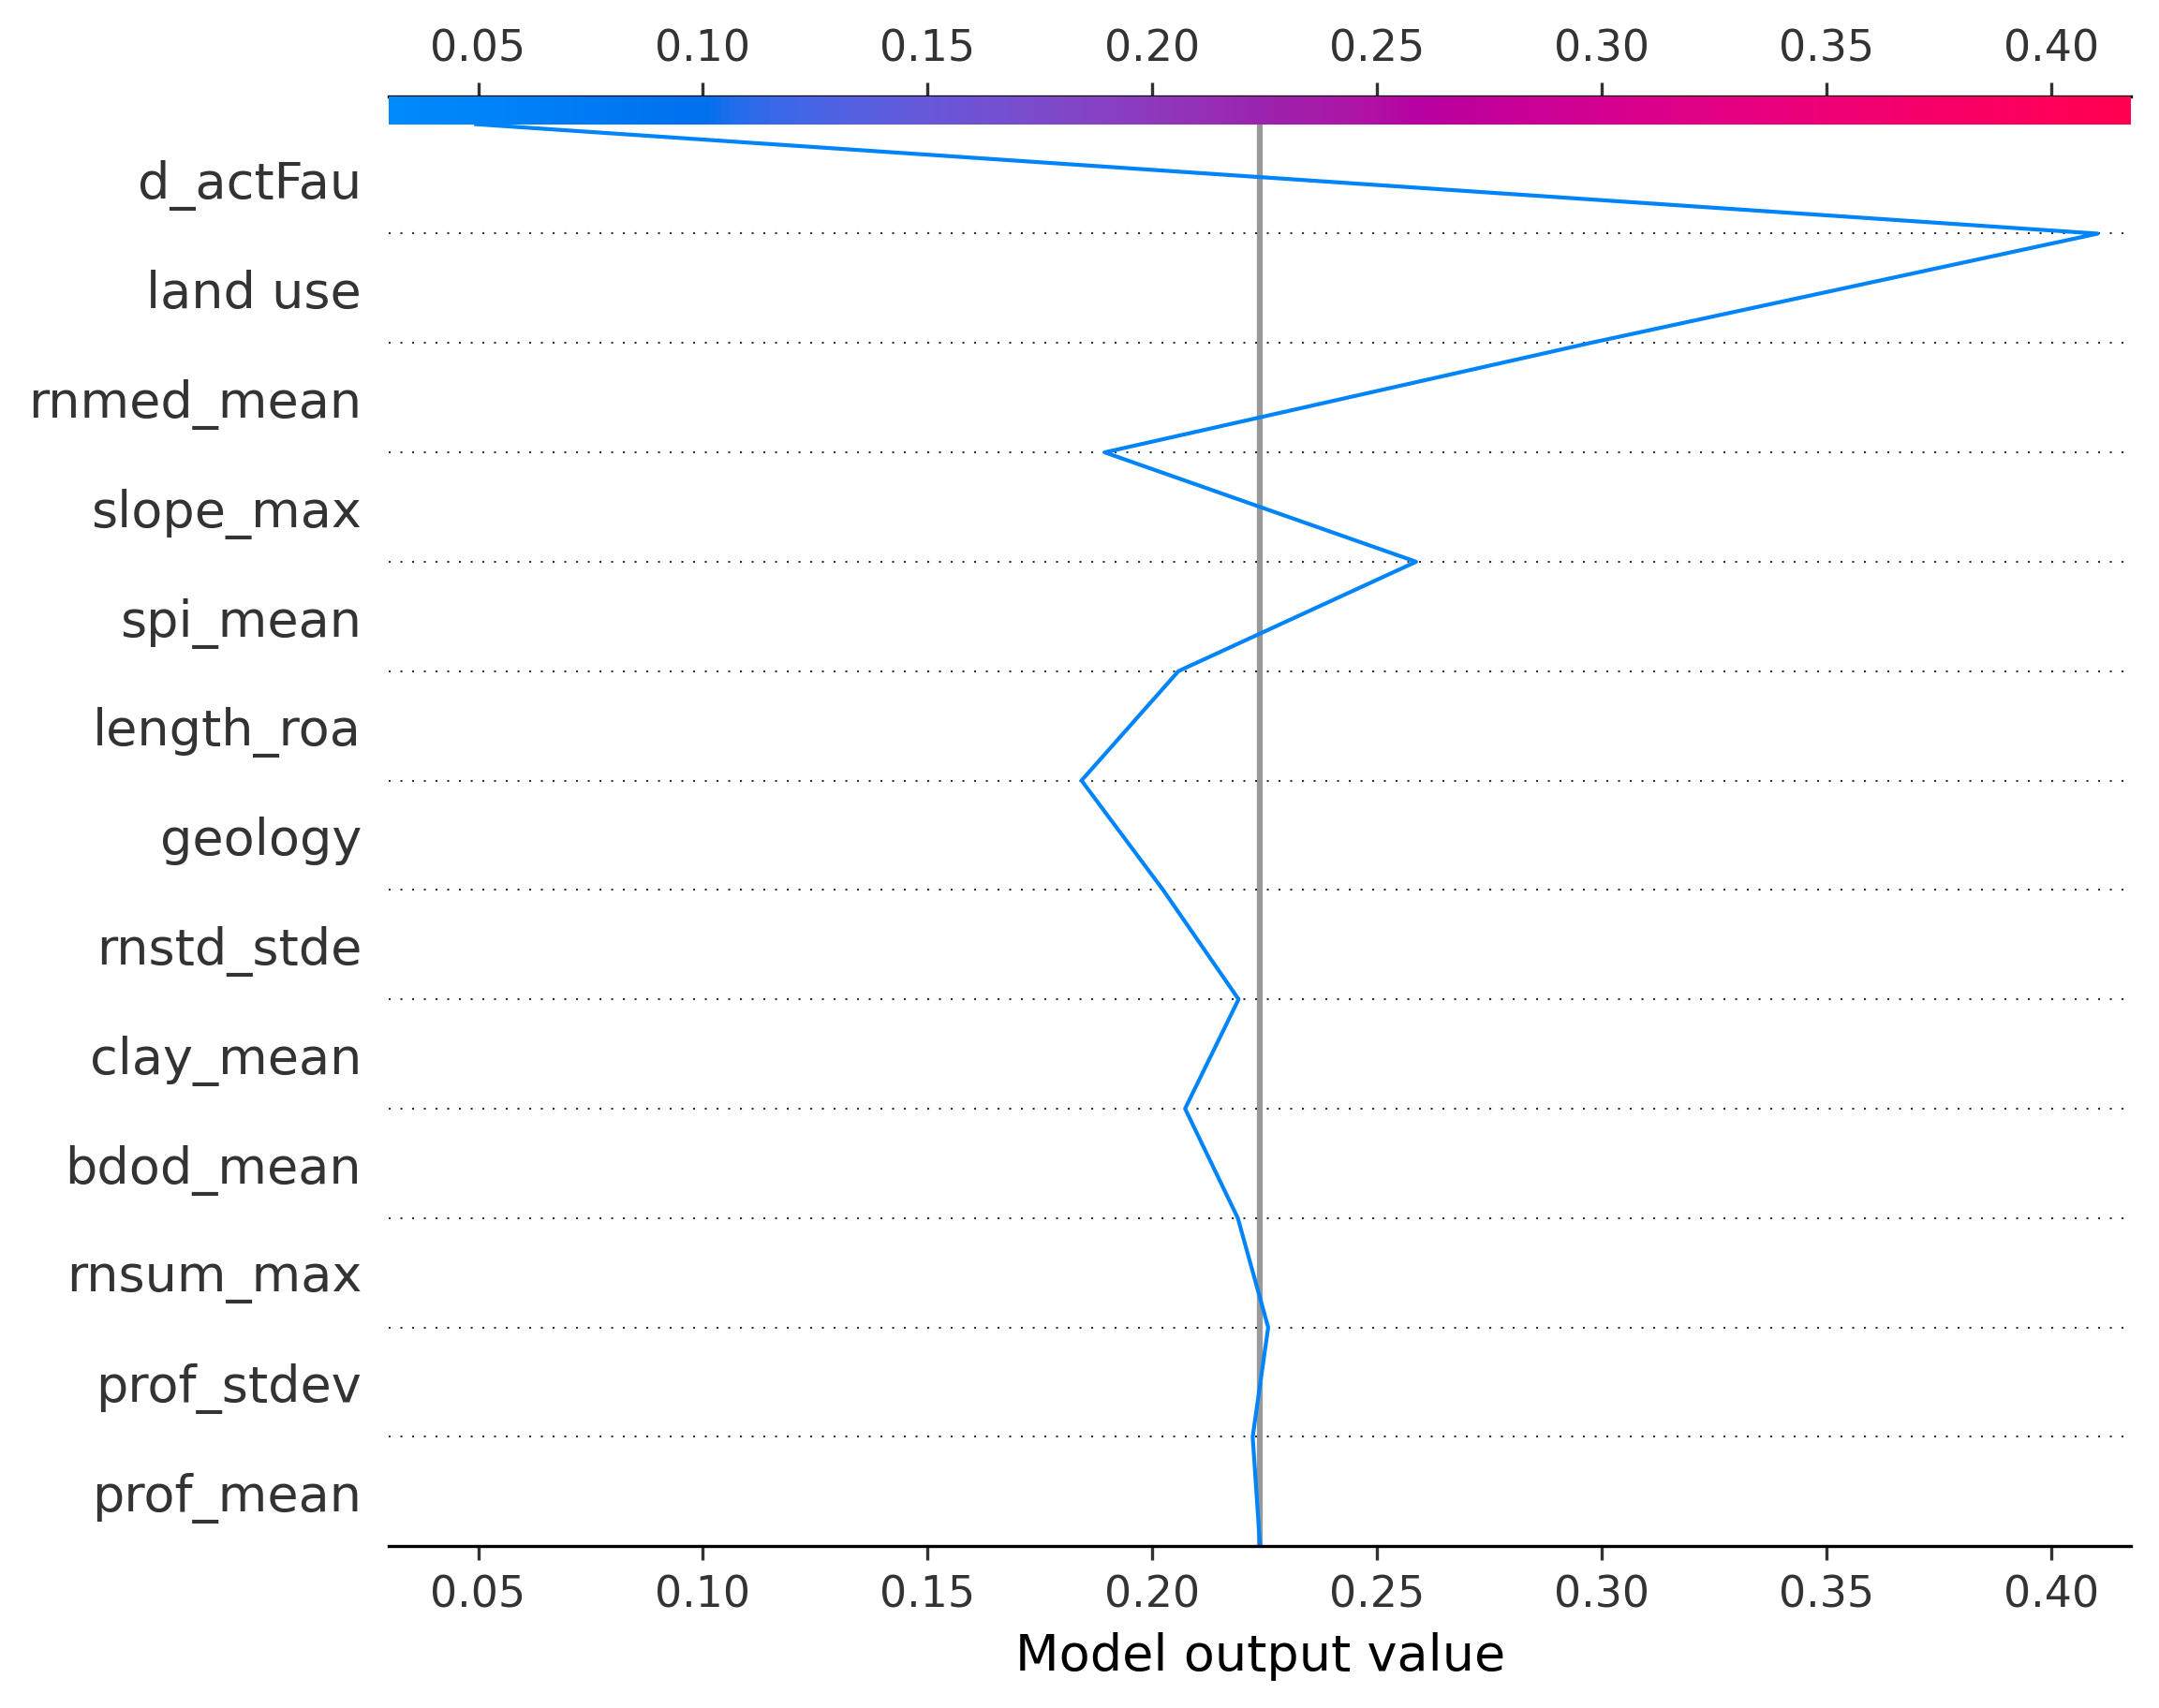 0.05 0.10 0.15 0.20 0.25 0.30 0.35 0.40
d_actFau
land use
rnmed_mean
slope_max
spi_mean
length_roa
geology
rnstd_stde
clay_mean
bdod_mean
rnsum_max
prof_stdev
prof_mean
0.05 0.10 0.15 0.20 0.25 0.30 0.35 0.40
Model output value